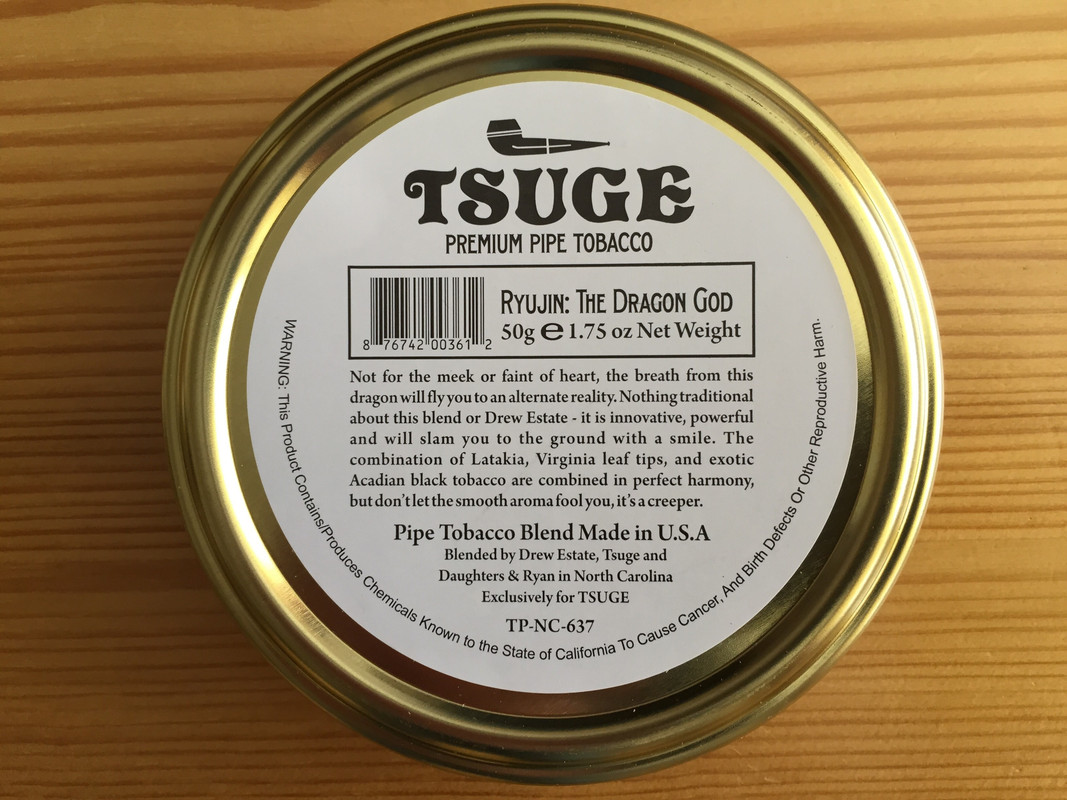 TSUGE
PREMIUM PIPE TOBACCO
RYUJIN: THE DRAGON GOD
50g ℮ 1.75 oz Net Weight
8 76742 00361 2
Not for the meek or faint of heart, the breath from this
dragon will fly you to an alternate reality. Nothing traditional
about this blend or Drew Estate - it is innovative, powerful
and will slam you to the ground with a smile. The
combination of Latakia, Virginia leaf tips, and exotic
Acadian black tobacco are combined in perfect harmony,
but don't let the smooth aroma fool you, it's a creeper.
Pipe Tobacco Blend Made in U.S.A
Blended by Drew Estate, Tsuge and
Daughters & Ryan in North Carolina
Exclusively for TSUGE
TP-NC-637
WARNING: This Product Contains/Produces Chemicals Known to the State of California To Cause Cancer, And Birth Defects Or Other Reproductive Harm.